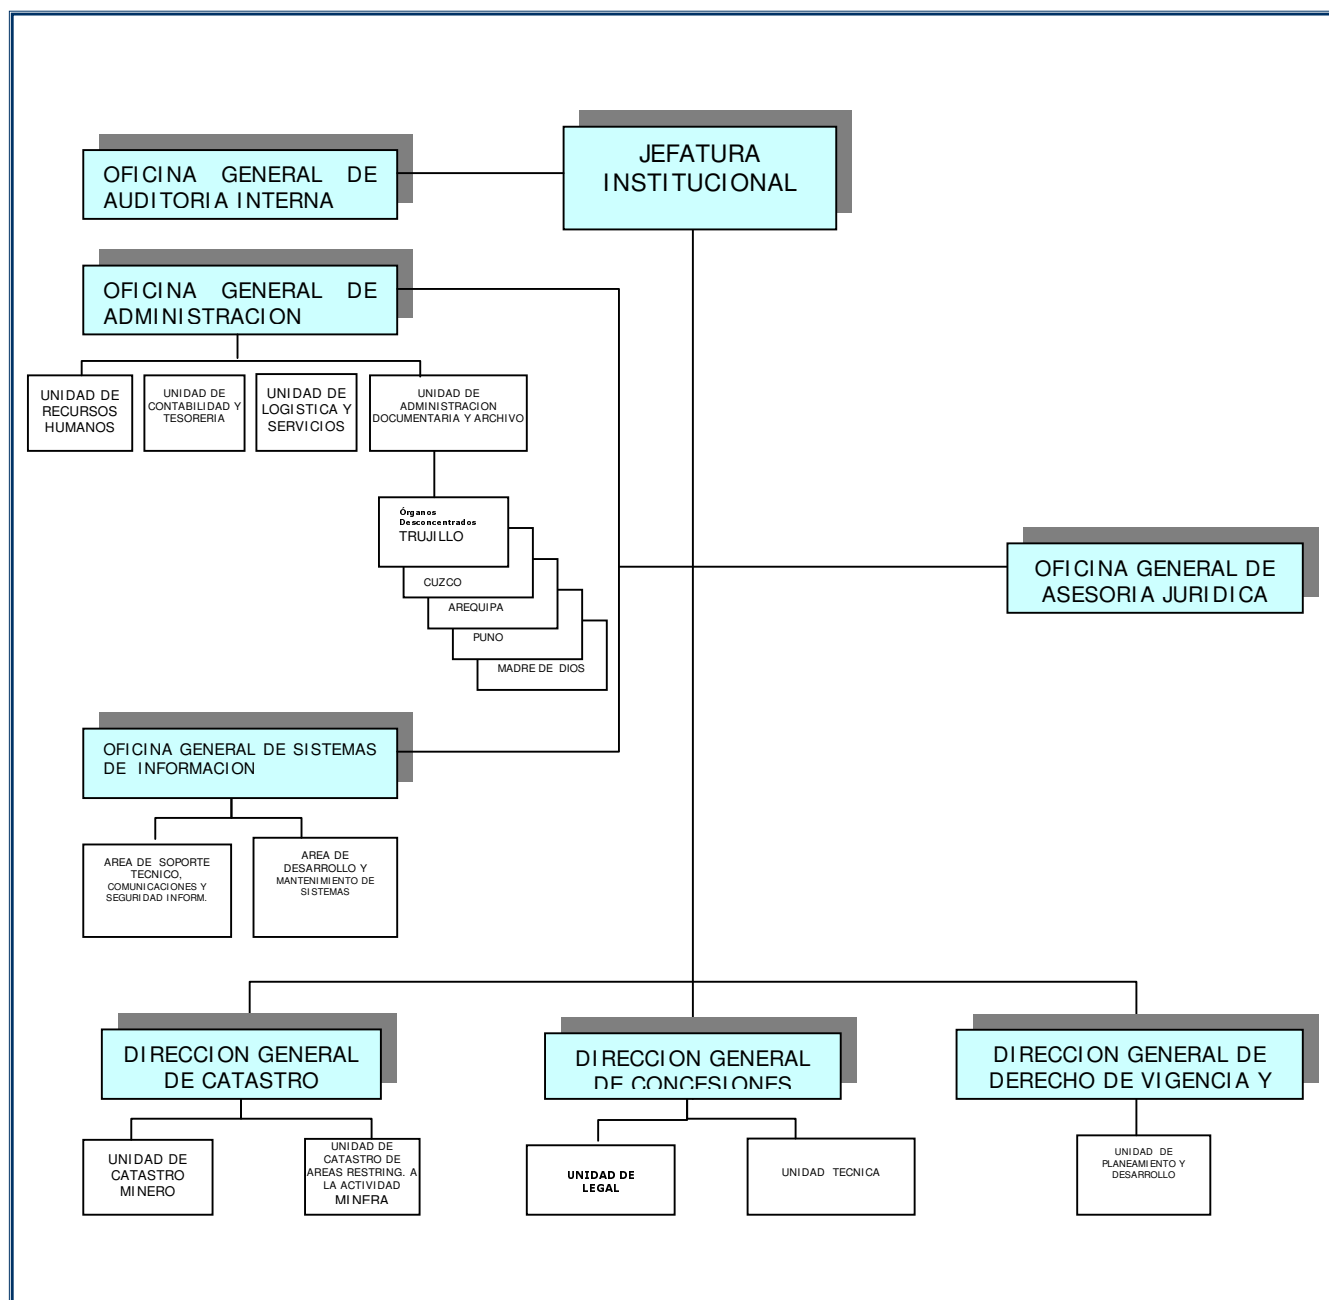 JEFATURA
INSTITUCIONAL
OFICINA GENERAL DE
AUDITORIA INTERNA
OFICINA GENERAL DE
ADMINISTRACION
UNIDAD DE
RECURSOS
HUMANOS
UNIDAD DE
CONTABILIDAD Y
TESORERIA
UNIDAD DE
LOGISTICA Y
SERVICIOS
UNIDAD DE
ADMINISTRACION
DOCUMENTARIA Y ARCHIVO
Órganos
Desconcentrados
TRUJILLO
CUZCO
AREQUIPA
PUNO
MADRE DE DIOS
OFICINA GENERAL DE
ASESORIA JURIDICA
OFICINA GENERAL DE SISTEMAS
DE INFORMACION
AREA DE SOPORTE
TECNICO,
COMUNICACIONES Y
SEGURIDAD INFORM.
AREA DE
DESARROLLO Y
MANTENIMIENTO DE
SISTEMAS
DIRECCION GENERAL
DE CATASTRO
DIRECCION GENERAL
DE CONCESIONES
DIRECCION GENERAL DE
DERECHO DE VIGENCIA Y
UNIDAD DE
CATASTRO
MINERO
UNIDAD DE
CATASTRO DE
AREAS RESTRING. A
LA ACTIVIDAD
MINERA
UNIDAD DE
LEGAL
UNIDAD TECNICA
UNIDAD DE
PLANEAMIENTO Y
DESARROLLO